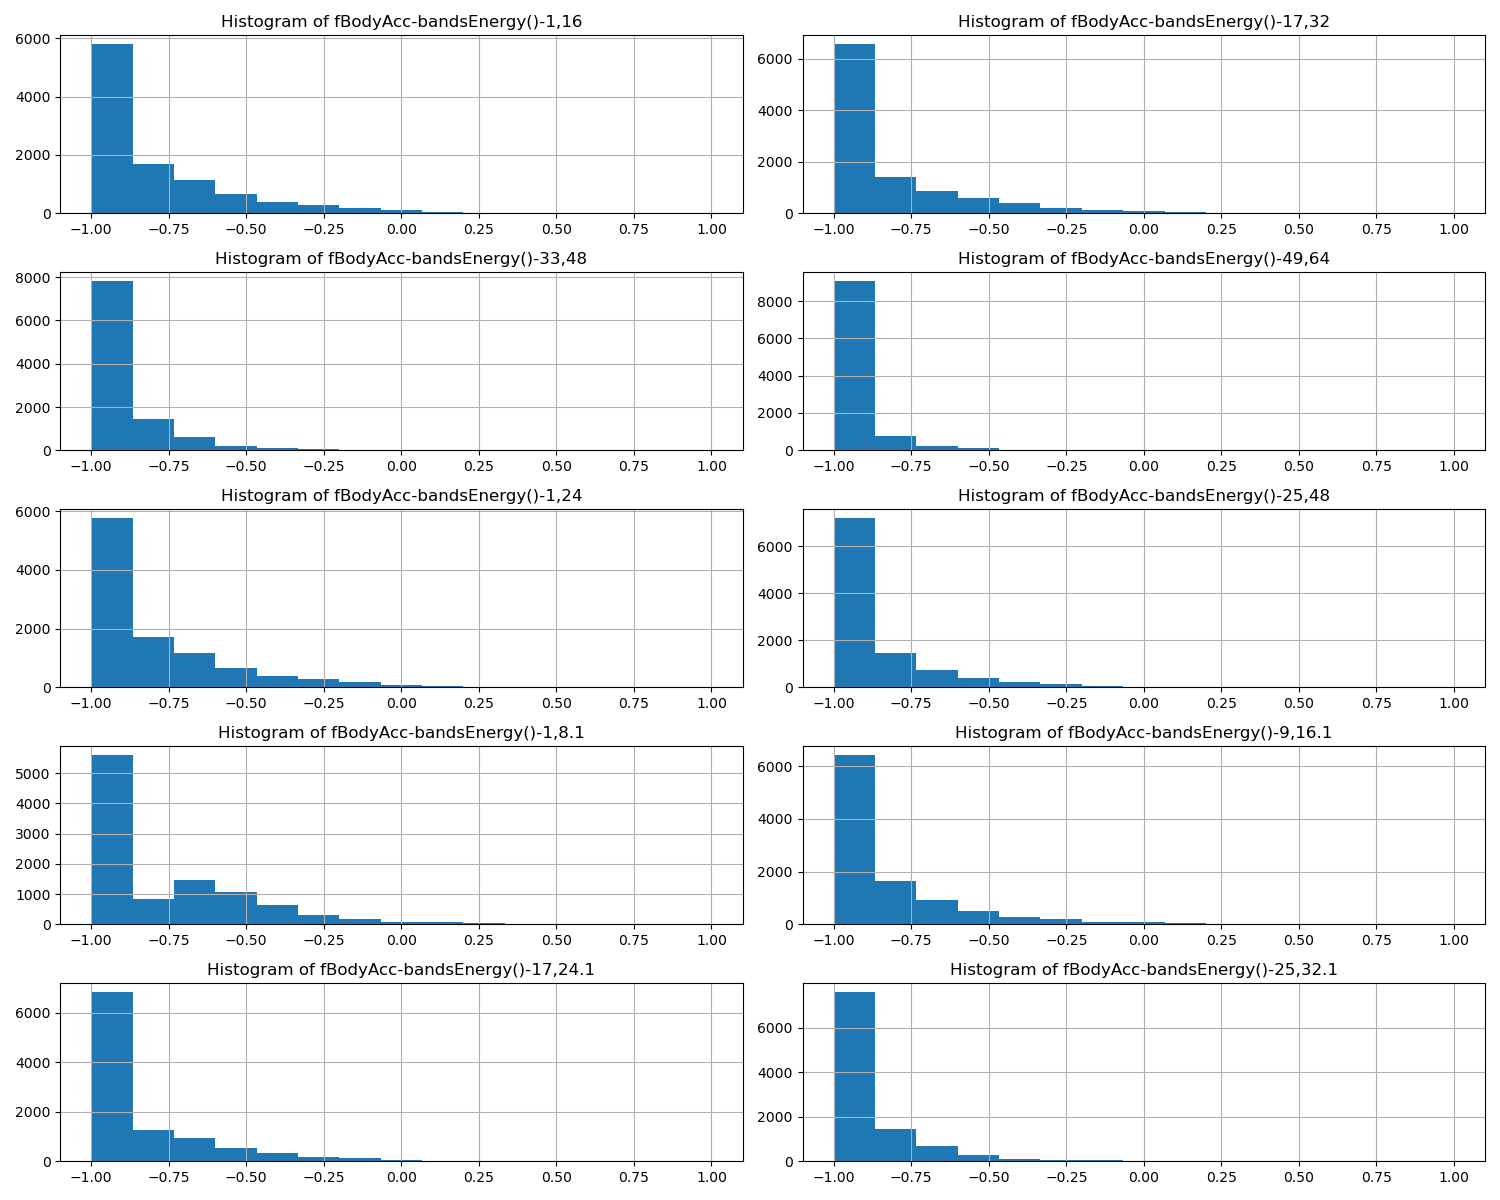 Histogram of fBodyAcc-bandsEnergy()-1,16
6000
4000
2000
0
−1.00 −0.75 −0.50 −0.25 0.00 0.25 0.50 0.75 1.00
Histogram of fBodyAcc-bandsEnergy()-17,32
6000
4000
2000
0
−1.00 −0.75 −0.50 −0.25 0.00 0.25 0.50 0.75 1.00
Histogram of fBodyAcc-bandsEnergy()-33,48
8000
6000
4000
2000
0
−1.00 −0.75 −0.50 −0.25 0.00 0.25 0.50 0.75 1.00
Histogram of fBodyAcc-bandsEnergy()-49,64
8000
6000
4000
2000
0
−1.00 −0.75 −0.50 −0.25 0.00 0.25 0.50 0.75 1.00
Histogram of fBodyAcc-bandsEnergy()-1,24
6000
4000
2000
0
−1.00 −0.75 −0.50 −0.25 0.00 0.25 0.50 0.75 1.00
Histogram of fBodyAcc-bandsEnergy()-25,48
6000
4000
2000
0
−1.00 −0.75 −0.50 −0.25 0.00 0.25 0.50 0.75 1.00
Histogram of fBodyAcc-bandsEnergy()-1,8.1
5000
4000
3000
2000
1000
0
−1.00 −0.75 −0.50 −0.25 0.00 0.25 0.50 0.75 1.00
Histogram of fBodyAcc-bandsEnergy()-9,16.1
6000
4000
2000
0
−1.00 −0.75 −0.50 −0.25 0.00 0.25 0.50 0.75 1.00
Histogram of fBodyAcc-bandsEnergy()-17,24.1
6000
4000
2000
0
−1.00 −0.75 −0.50 −0.25 0.00 0.25 0.50 0.75 1.00
Histogram of fBodyAcc-bandsEnergy()-25,32.1
6000
4000
2000
0
−1.00 −0.75 −0.50 −0.25 0.00 0.25 0.50 0.75 1.00